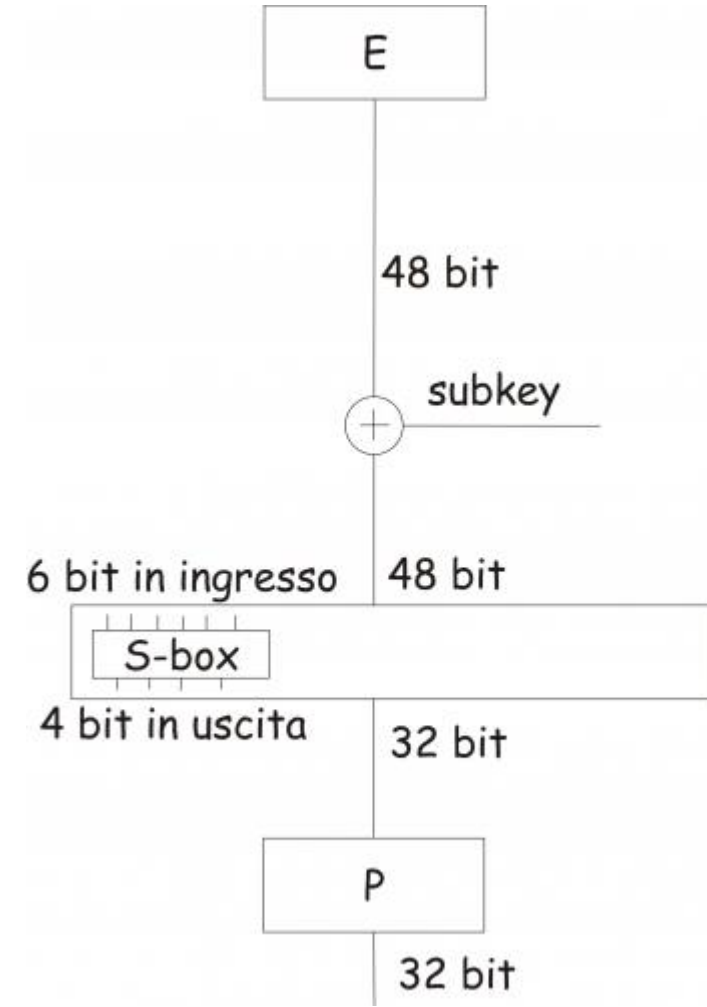 E
48 bit
subkey
6 bit in ingresso
48 bit
S-box
4 bit in uscita
32 bit
P
32 bit